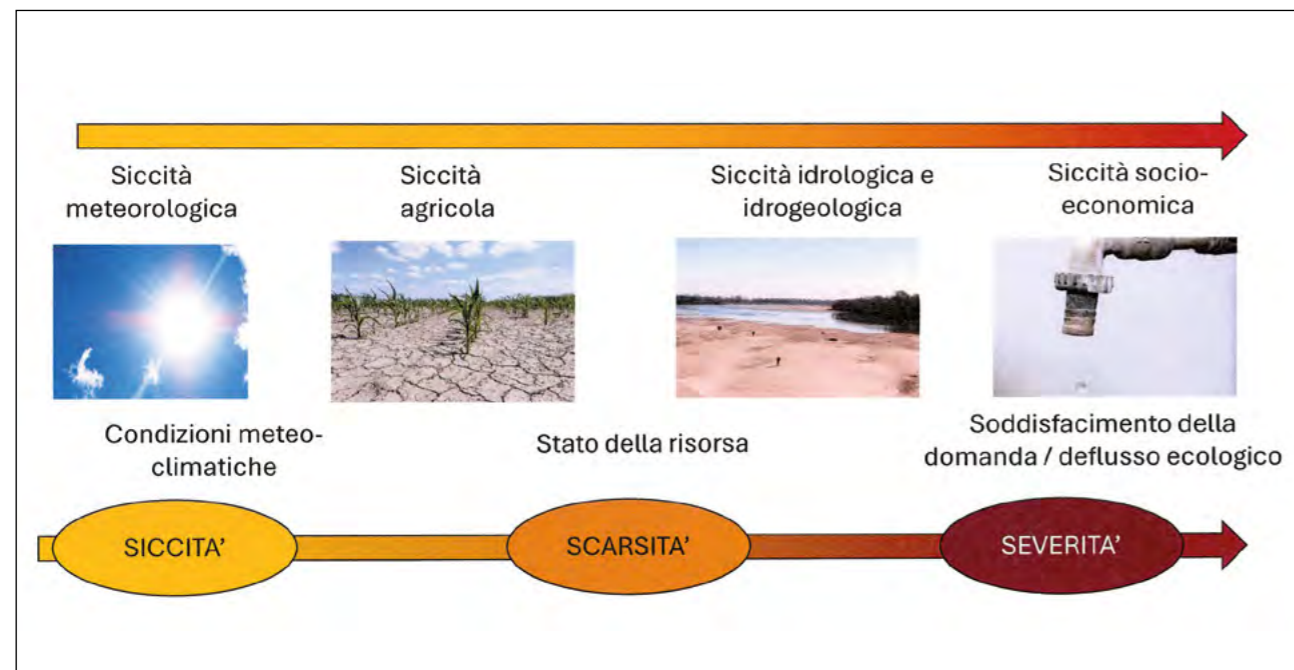 Siccità
meteorologica
Siccità
agricola
Siccità idrologica e
idrogeologica
Siccità socio-
economica
Condizioni meteo-
climatiche
Stato della risorsa
Soddisfacimento della
domanda / deflusso ecologico
SICCITA'
SCARSITA'
SEVERITA'